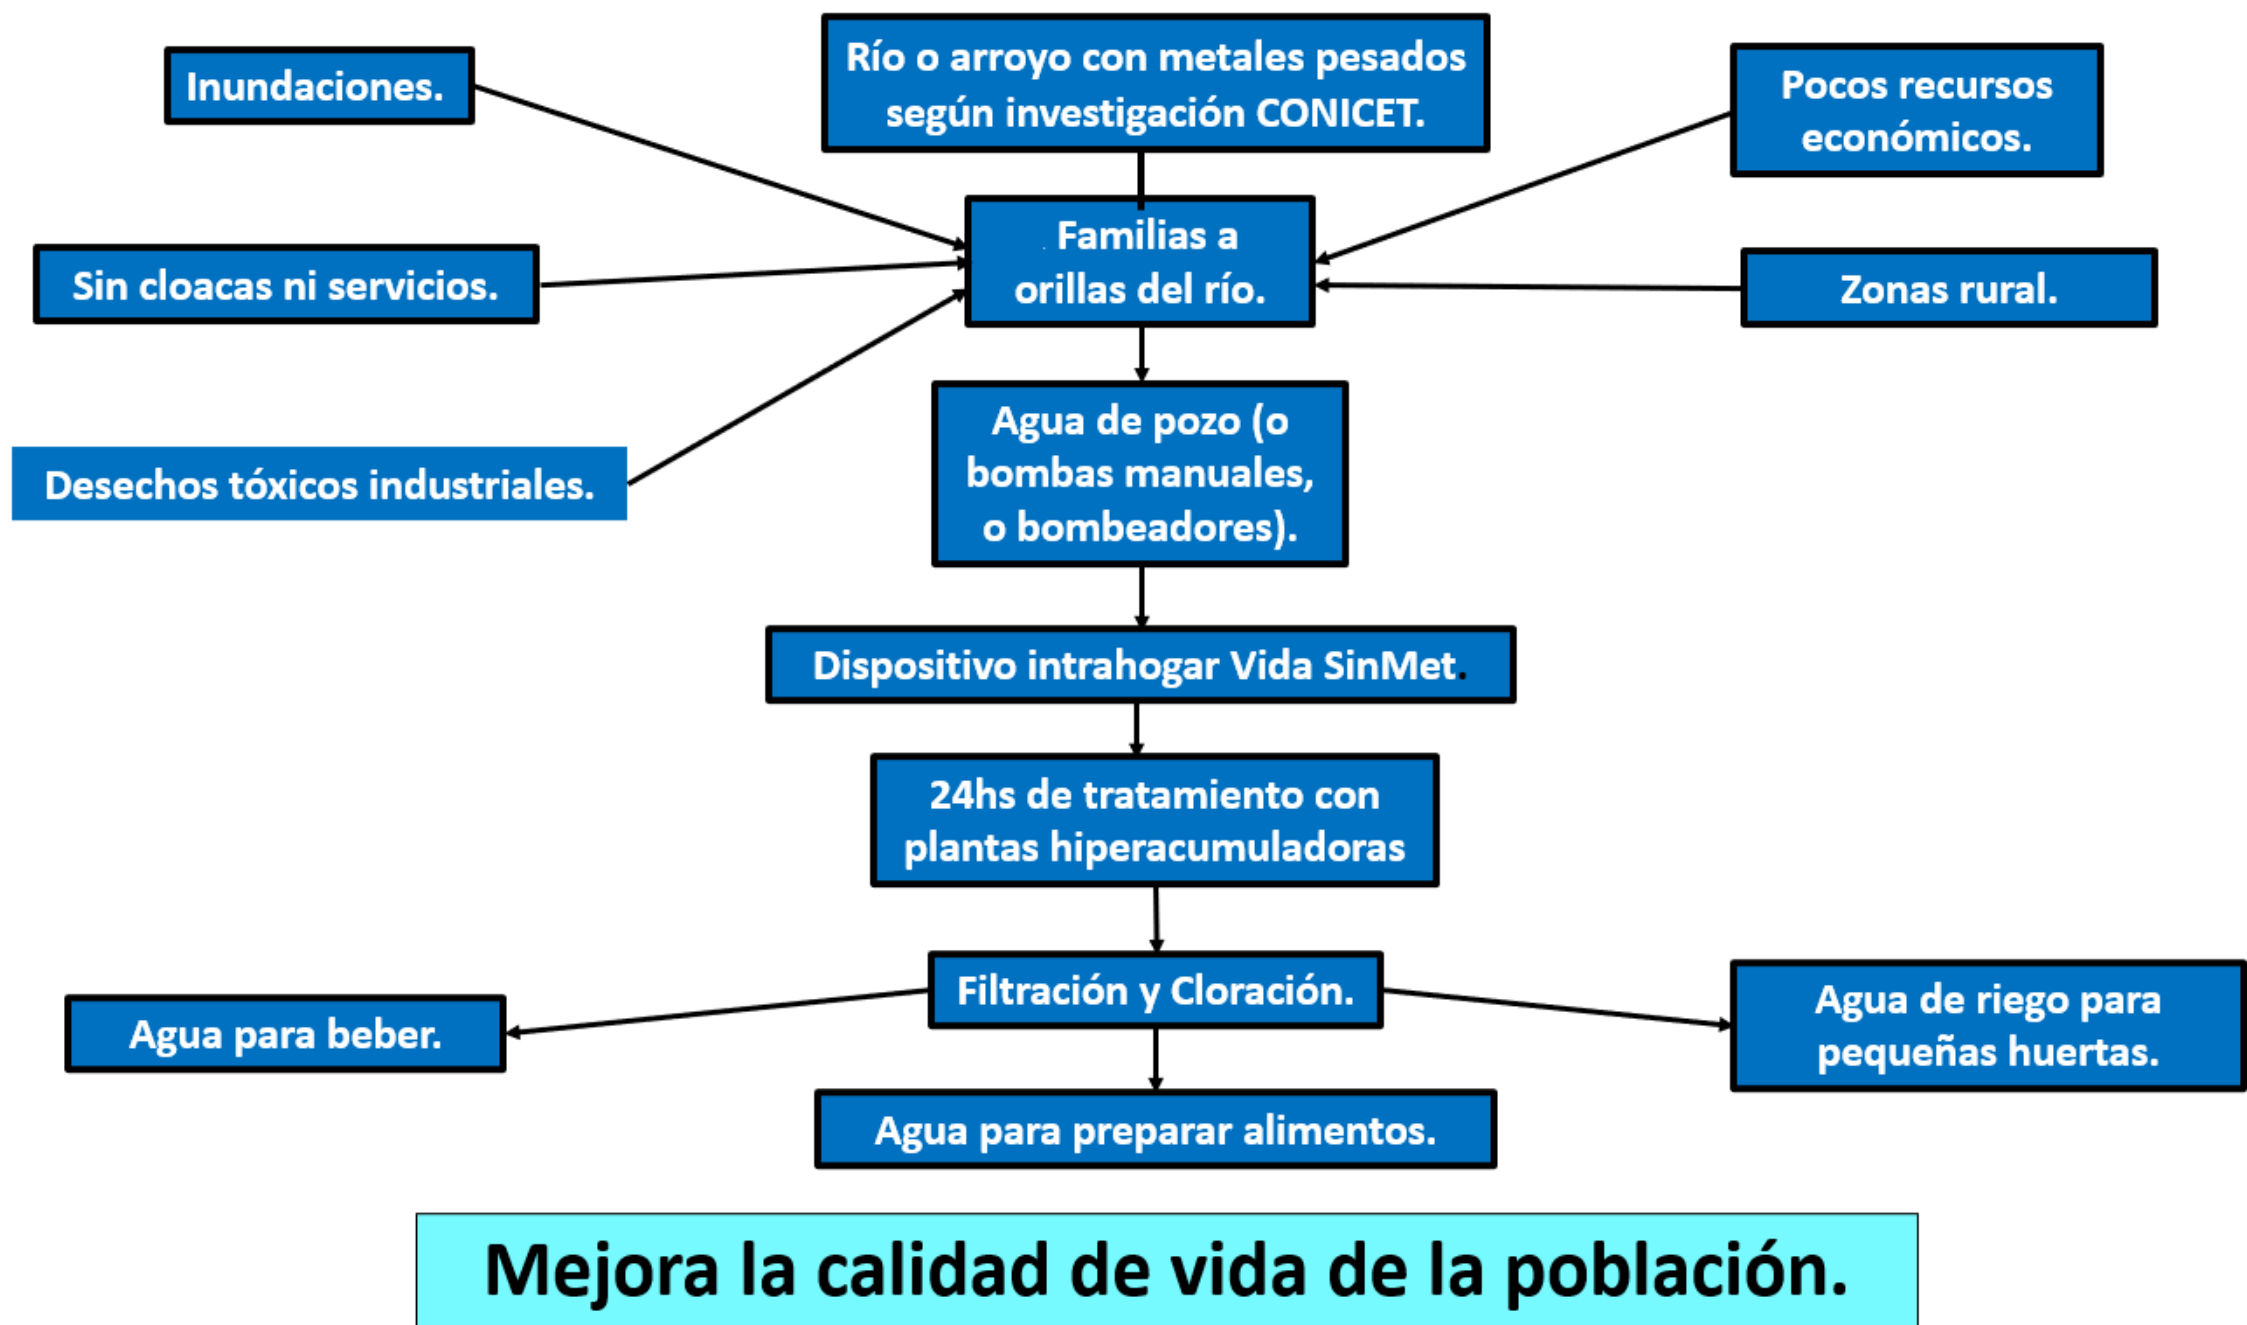 Inundaciones.
Río o arroyo con metales pesados
según investigación CONICET.
Pocos recursos
económicos.
Familias a
orillas del río.
Sin cloacas ni servicios.
Zonas rural.
Desechos tóxicos industriales.
Agua de pozo (o
bombas manuales,
o bombeadores).
Dispositivo intrahogar Vida SinMet.
24hs de tratamiento con
plantas hiperacumuladoras
Filtración y Cloración.
Agua para beber.
Agua de riego para
pequeñas huertas.
Agua para preparar alimentos.
Mejora la calidad de vida de la población.